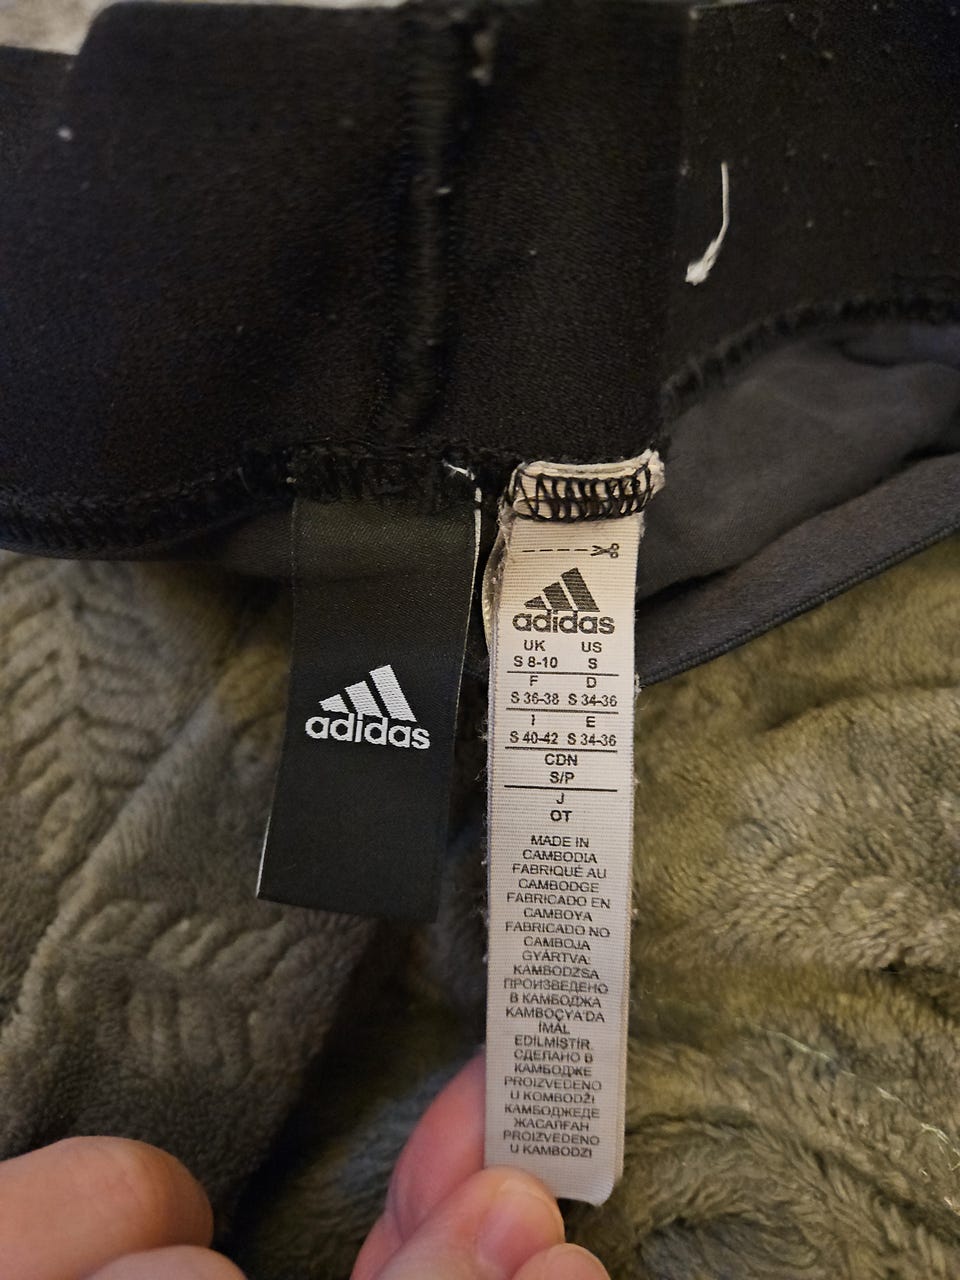 adidas
adidas
UK US
S 8-10 S
F D
S 36-38 S 34-36
I E
S 40-42 S 34-36
CDN
S/P
J
OT
MADE IN
CAMBODIA
FABRIQUÉ AU
CAMBODGE
FABRICADO EN
CAMBOYA
FABRICADO NO
CAMBOJA
GYÁRTVA:
KAMBODZSA
ПРОИЗВЕДЕНО
В КАМБОДЖА
KAMBOÇYA'DA
İMAL
EDİLMİŞTİR.
СДЕЛАНО В
КАМБОДЖЕ
PROIZVEDENO
U KOMBODŽI
КАМБОДЖЕДЕ
ЖАСАЛҒАН
PROIZVEDENO
U KAMBODZI